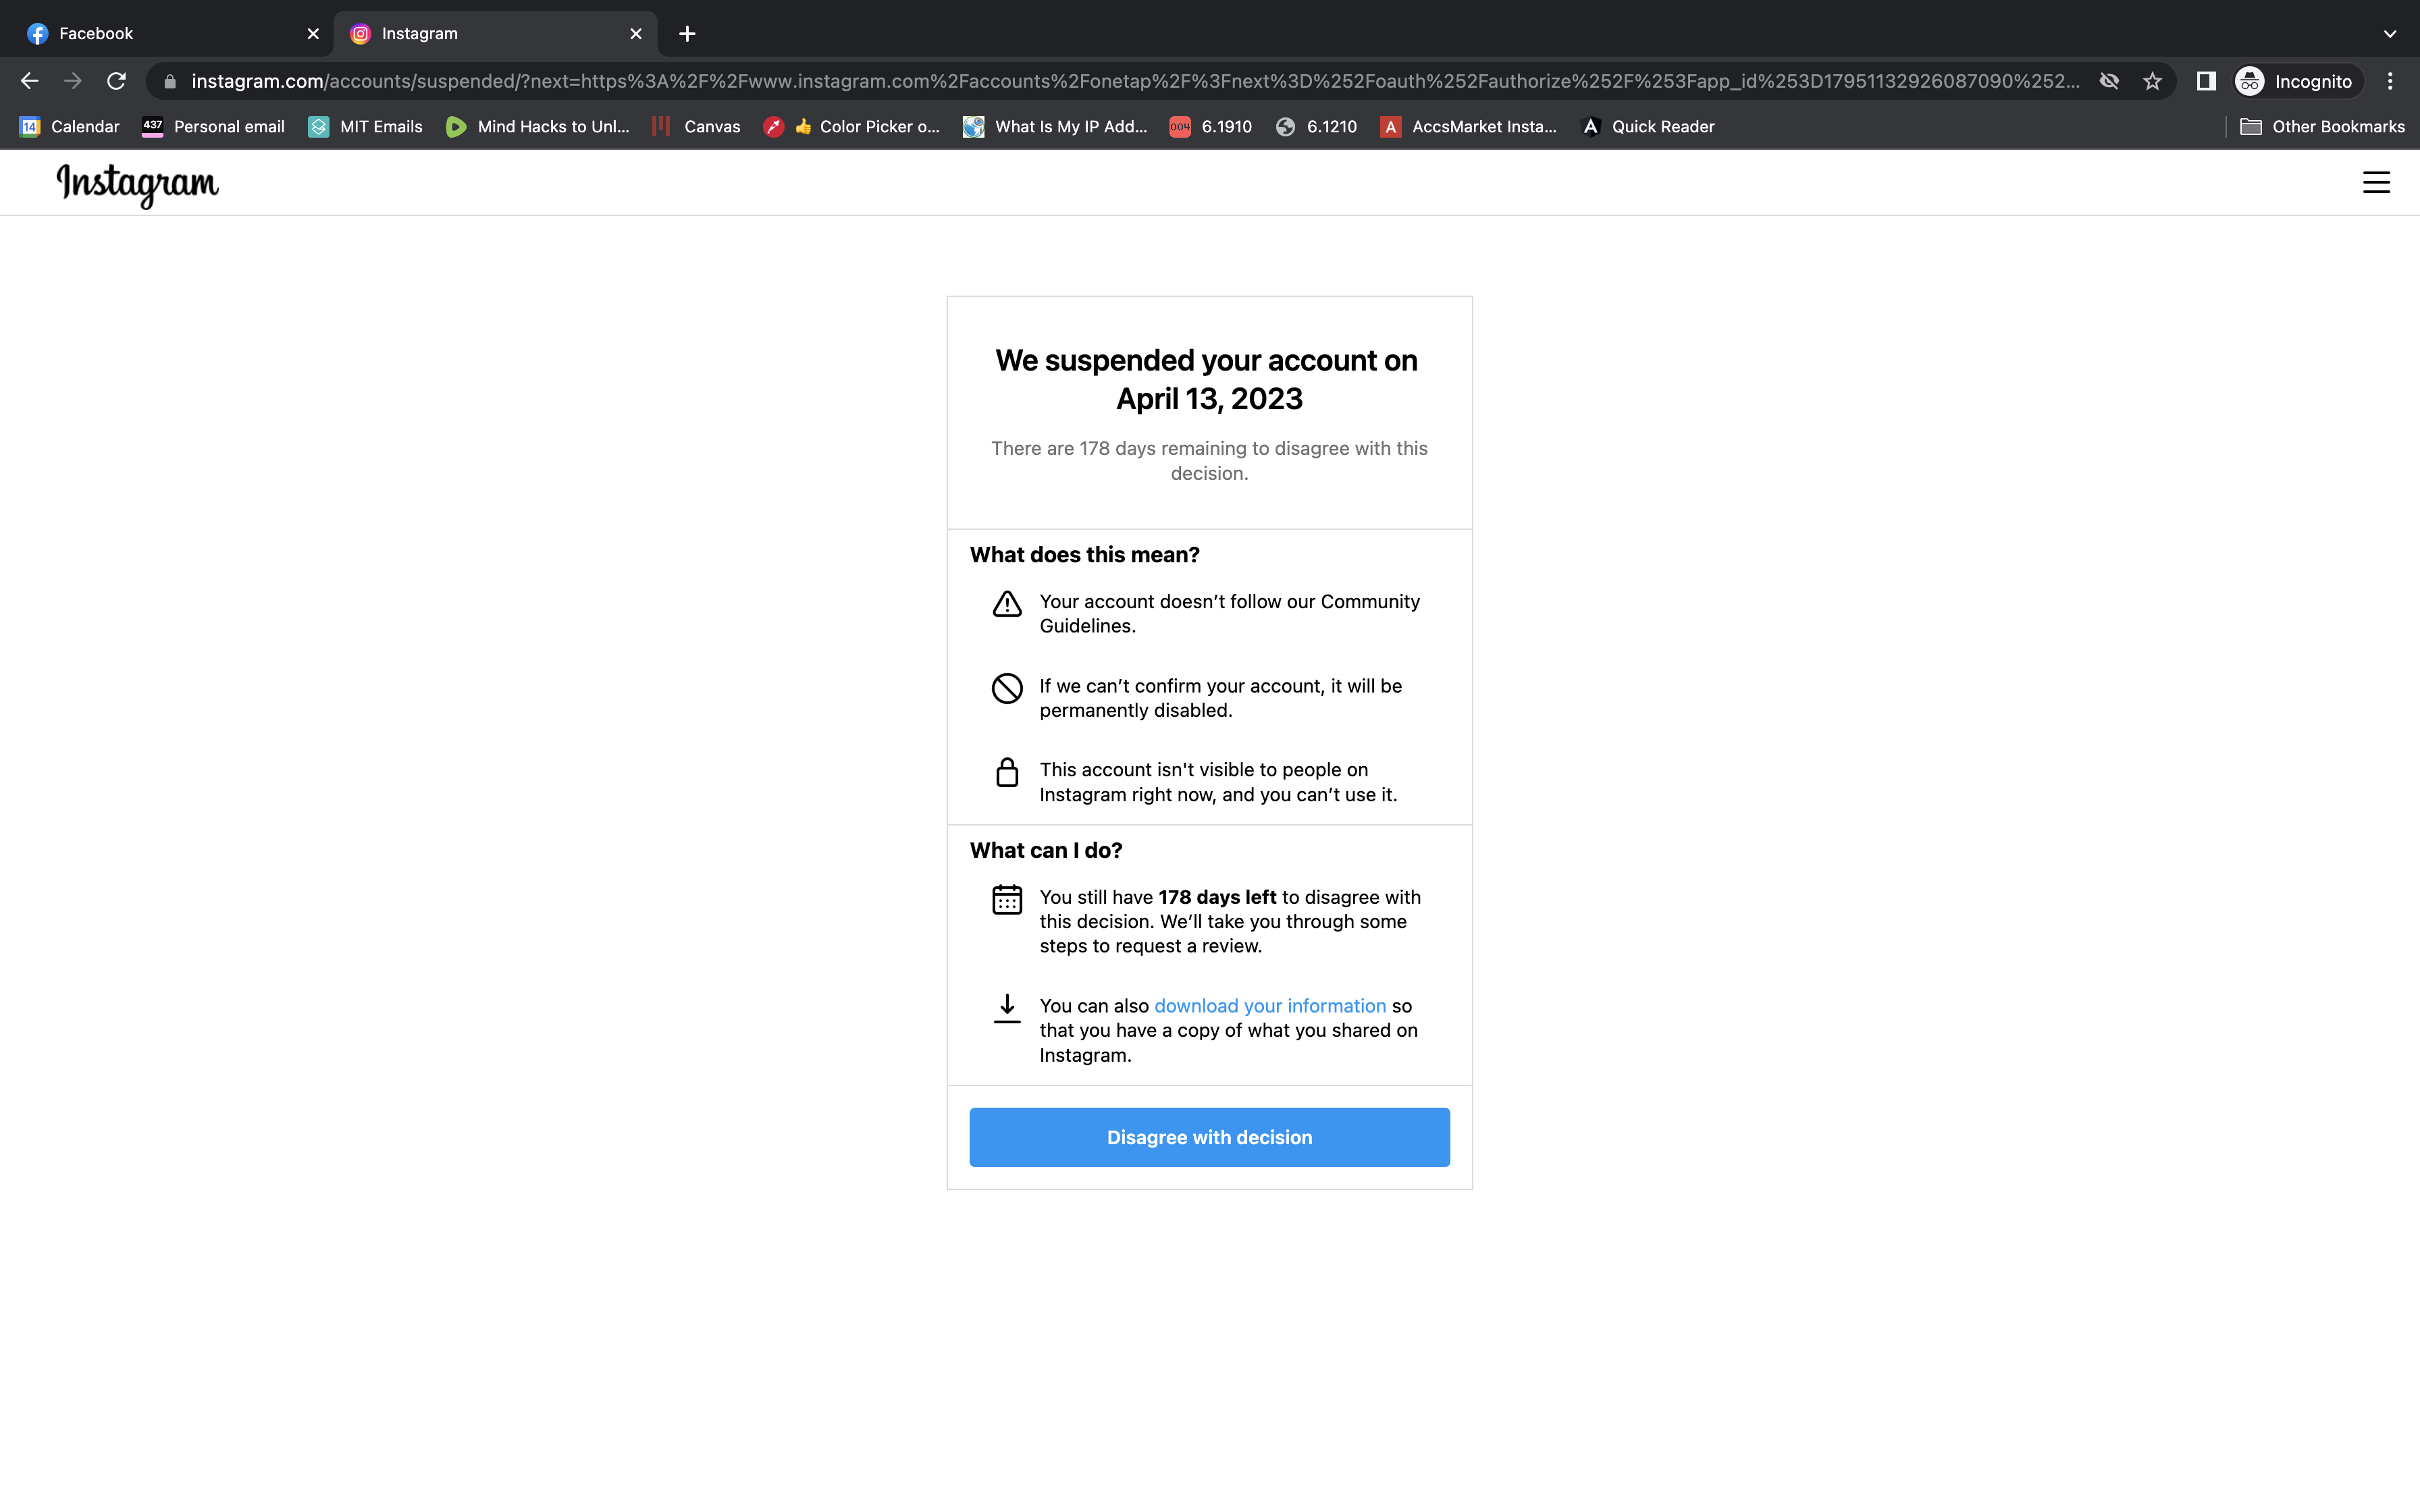 Facebook
Instagram
instagram.com/accounts/suspended/?next=https%3A%2F%2Fwww.instagram.com%2Faccounts%2Fonetap%2F%3Fnext%3D%252Foauth%252Fauthorize%252F%253Fapp_id%253D17951132926087090%252...
Incognito
14 Calendar
437 Personal email
MIT Emails
Mind Hacks to Unl...
Canvas
👍 Color Picker o...
What Is My IP Add...
004 6.1910
6.1210
A AccsMarket Insta...
A Quick Reader
Other Bookmarks
Instagram
We suspended your account on
April 13, 2023
There are 178 days remaining to disagree with this
decision.
What does this mean?
Your account doesn’t follow our Community
Guidelines.
If we can’t confirm your account, it will be
permanently disabled.
This account isn't visible to people on
Instagram right now, and you can’t use it.
What can I do?
You still have 178 days left to disagree with
this decision. We’ll take you through some
steps to request a review.
You can also download your information so
that you have a copy of what you shared on
Instagram.
Disagree with decision